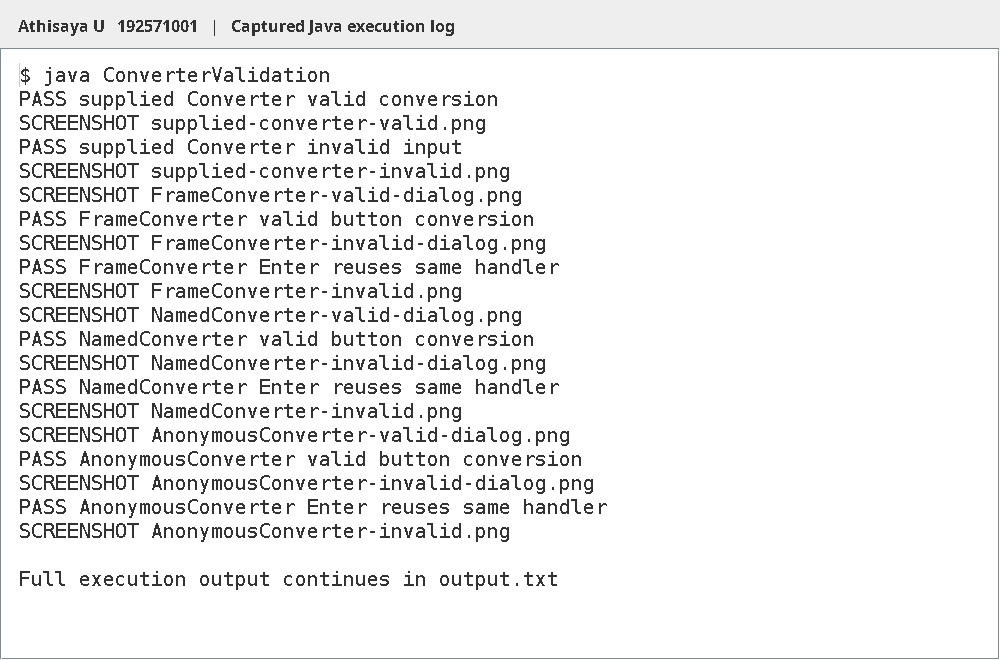 Athisaya U 192571001 | Captured Java execution log
$ java ConverterValidation
PASS supplied Converter valid conversion
SCREENSHOT supplied-converter-valid.png
PASS supplied Converter invalid input
SCREENSHOT supplied-converter-invalid.png
SCREENSHOT FrameConverter-valid-dialog.png
PASS FrameConverter valid button conversion
SCREENSHOT FrameConverter-invalid-dialog.png
PASS FrameConverter Enter reuses same handler
SCREENSHOT FrameConverter-invalid.png
SCREENSHOT NamedConverter-valid-dialog.png
PASS NamedConverter valid button conversion
SCREENSHOT NamedConverter-invalid-dialog.png
PASS NamedConverter Enter reuses same handler
SCREENSHOT NamedConverter-invalid.png
SCREENSHOT AnonymousConverter-valid-dialog.png
PASS AnonymousConverter valid button conversion
SCREENSHOT AnonymousConverter-invalid-dialog.png
PASS AnonymousConverter Enter reuses same handler
SCREENSHOT AnonymousConverter-invalid.png
Full execution output continues in output.txt